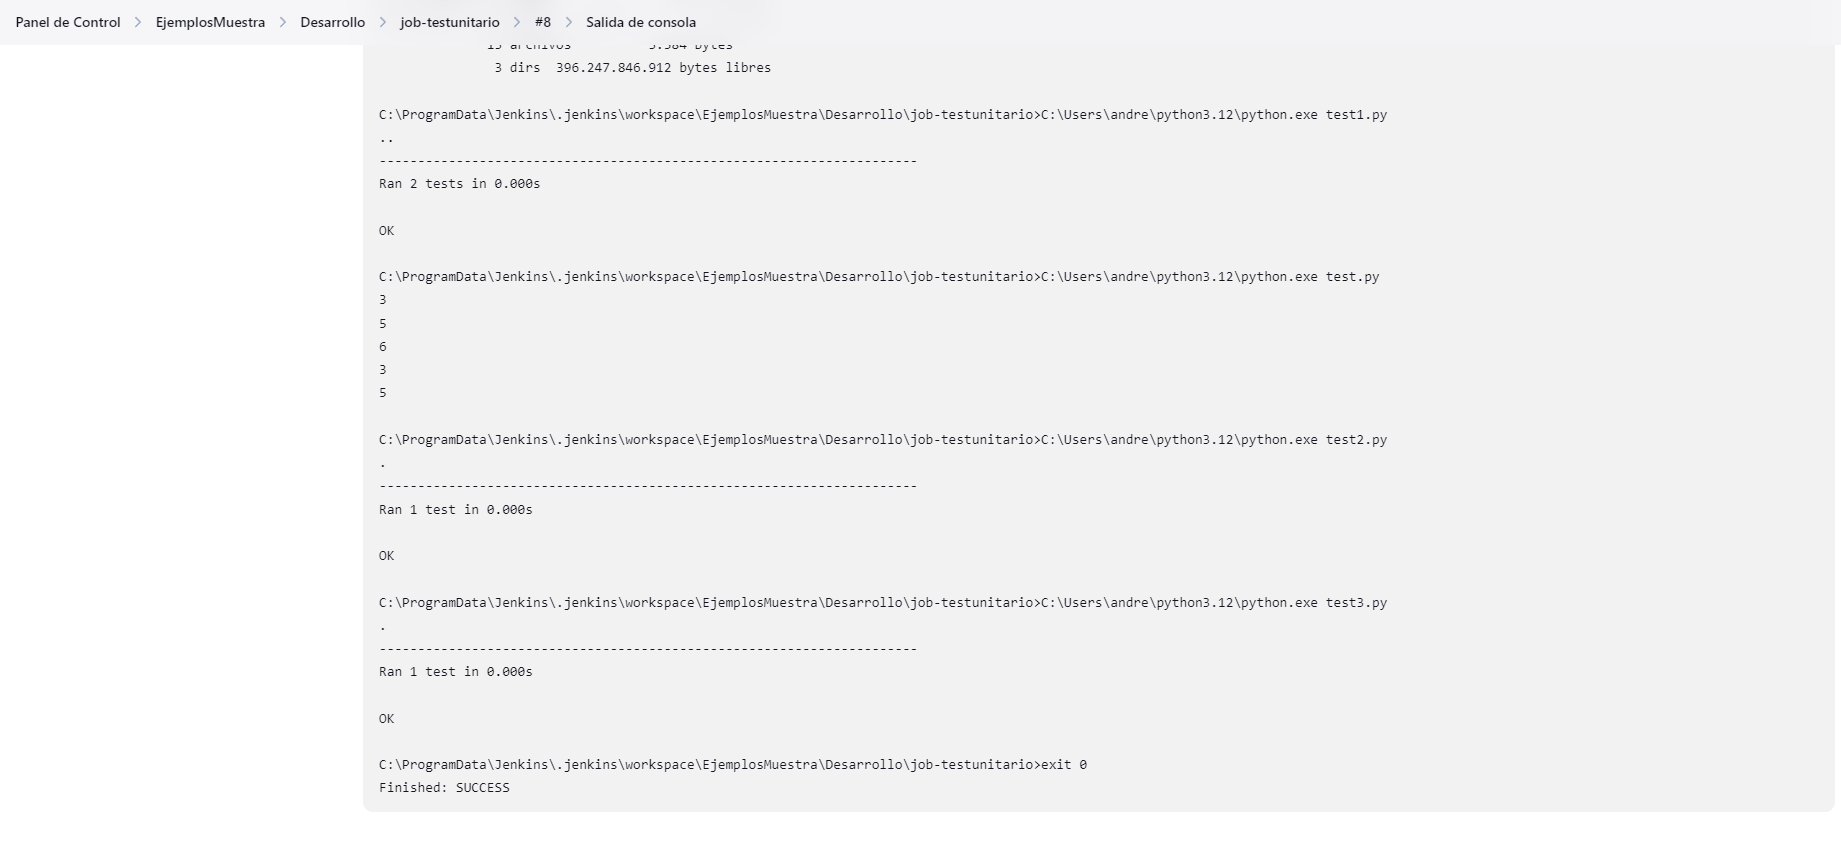 Panel de Control > EjemplosMuestra > Desarrollo > job-testunitario > #8 > Salida de consola
15 archivos          5.584 bytes
3 dirs  396.247.846.912 bytes libres
C:\ProgramData\Jenkins\.jenkins\workspace\EjemplosMuestra\Desarrollo\job-testunitario>C:\Users\andre\python3.12\python.exe test1.py
..
----------------------------------------------------------------------
Ran 2 tests in 0.000s
OK
C:\ProgramData\Jenkins\.jenkins\workspace\EjemplosMuestra\Desarrollo\job-testunitario>C:\Users\andre\python3.12\python.exe test.py
3
5
6
3
5
C:\ProgramData\Jenkins\.jenkins\workspace\EjemplosMuestra\Desarrollo\job-testunitario>C:\Users\andre\python3.12\python.exe test2.py
.
----------------------------------------------------------------------
Ran 1 test in 0.000s
OK
C:\ProgramData\Jenkins\.jenkins\workspace\EjemplosMuestra\Desarrollo\job-testunitario>C:\Users\andre\python3.12\python.exe test3.py
.
----------------------------------------------------------------------
Ran 1 test in 0.000s
OK
C:\ProgramData\Jenkins\.jenkins\workspace\EjemplosMuestra\Desarrollo\job-testunitario>exit 0
Finished: SUCCESS